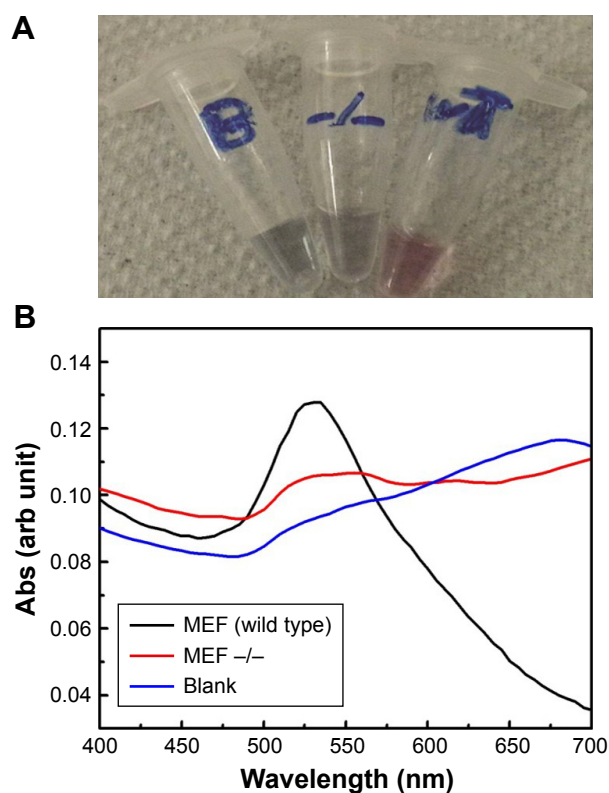 A
B
-/-
WT
B
0.14
0.12
0.10
0.08
0.06
0.04
Abs (arb unit)
MEF (wild type)
MEF –/–
Blank
400 450 500 550 600 650 700
Wavelength (nm)